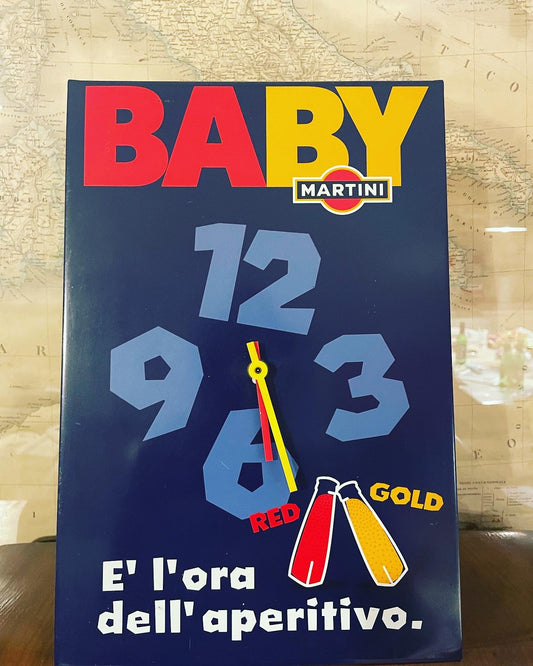 BABY
MARTINI
12
9
3
6
RED
GOLD
E' l'ora
dell'aperitivo.